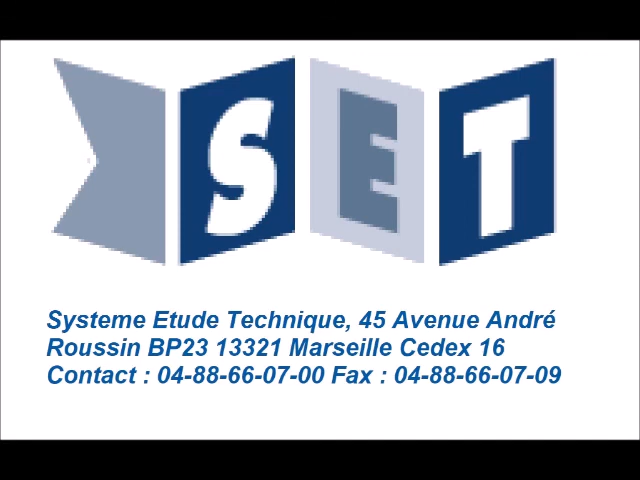 SET
Systeme Etude Technique, 45 Avenue André
Roussin BP23 13321 Marseille Cedex 16
Contact : 04-88-66-07-00 Fax : 04-88-66-07-09